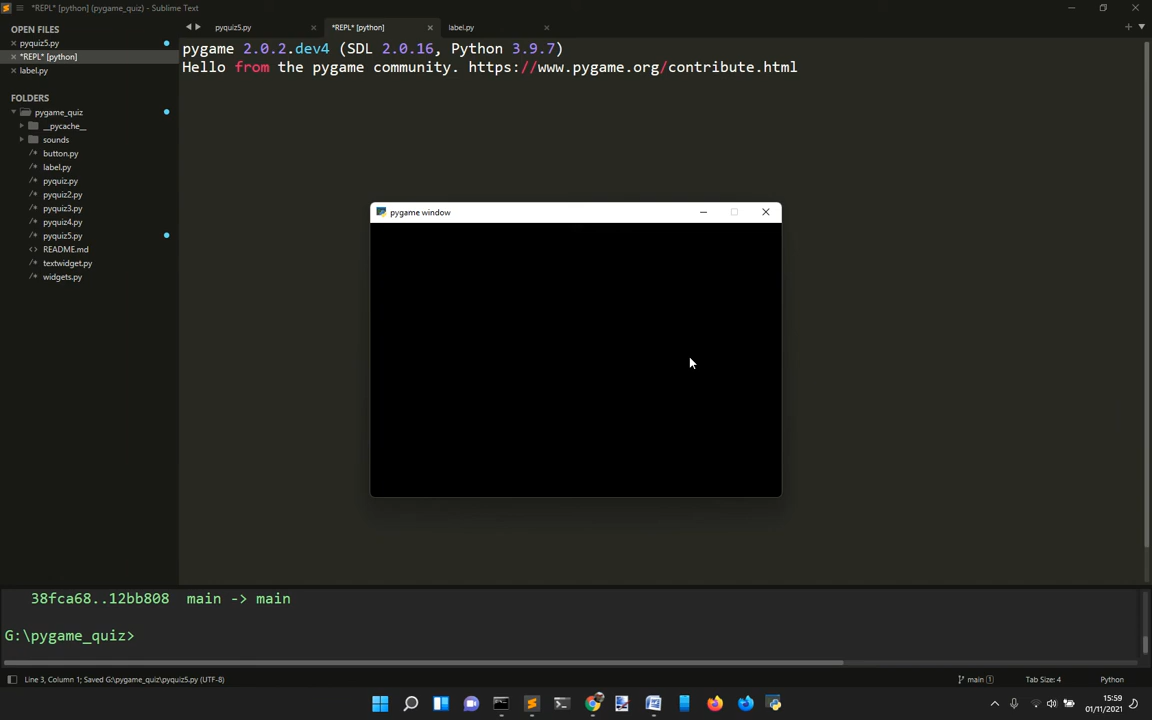 *REPL* [python] (pygame_quiz) - Sublime Text
OPEN FILES
pyquiz5.py
*REPL* [python]
label.py
FOLDERS
pygame_quiz
__pycache__
sounds
button.py
label.py
pyquiz.py
pyquiz2.py
pyquiz3.py
pyquiz4.py
pyquiz5.py
README.md
textwidget.py
widgets.py
pyquiz5.py
*REPL* [python]
label.py
pygame 2.0.2.dev4 (SDL 2.0.16, Python 3.9.7)
Hello from the pygame community. https://www.pygame.org/contribute.html
pygame window
38fca68..12bb808  main -> main
G:\pygame_quiz>
Line 3, Column 1; Saved G:\pygame_quiz\pyquiz5.py (UTF-8)
main 1
Tab Size: 4
Python
15:59
01/11/2021